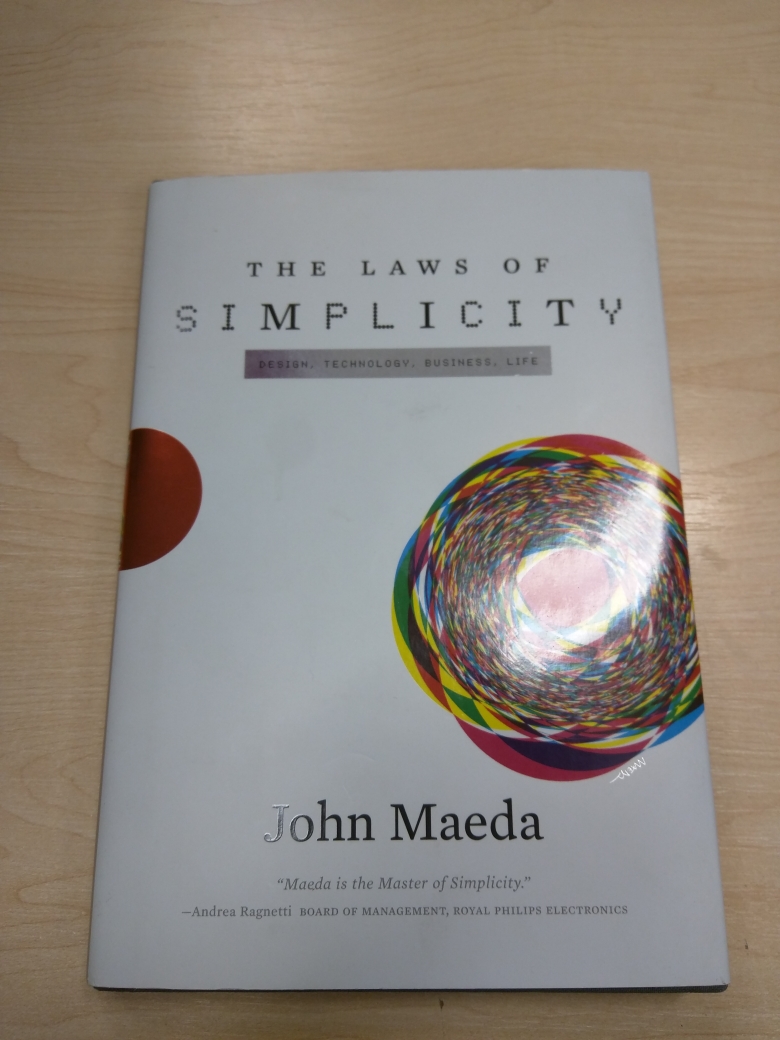 THE LAWS OF
SIMPLICITY
DESIGN, TECHNOLOGY, BUSINESS, LIFE
MAEDA
John Maeda
“Maeda is the Master of Simplicity.”
—Andrea Ragnetti BOARD OF MANAGEMENT, ROYAL PHILIPS ELECTRONICS